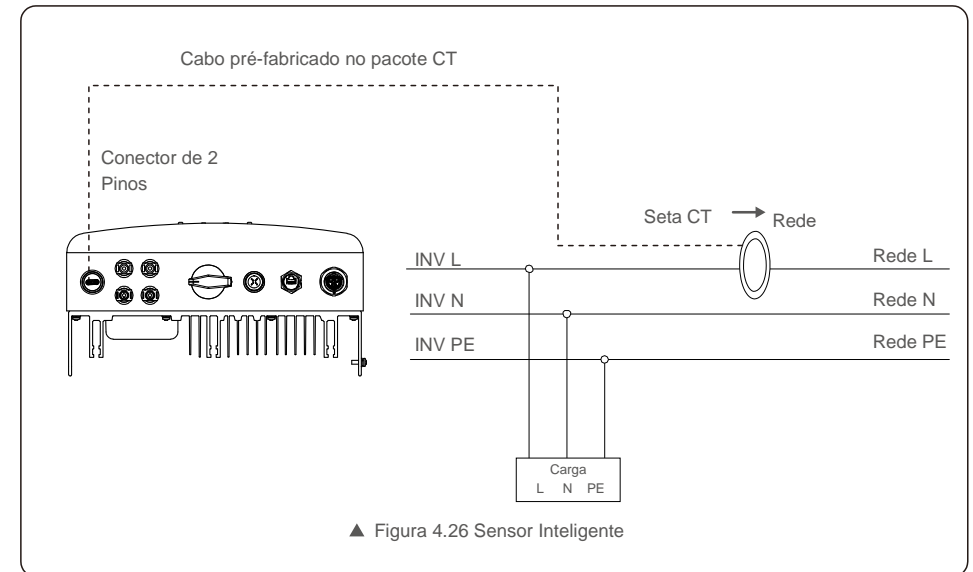 Cabo pré-fabricado no pacote CT
Conector de 2
Pinos
Seta CT
Rede
INV L
Rede L
INV N
Rede N
INV PE
Rede PE
Carga
L N PE
▲ Figura 4.26 Sensor Inteligente